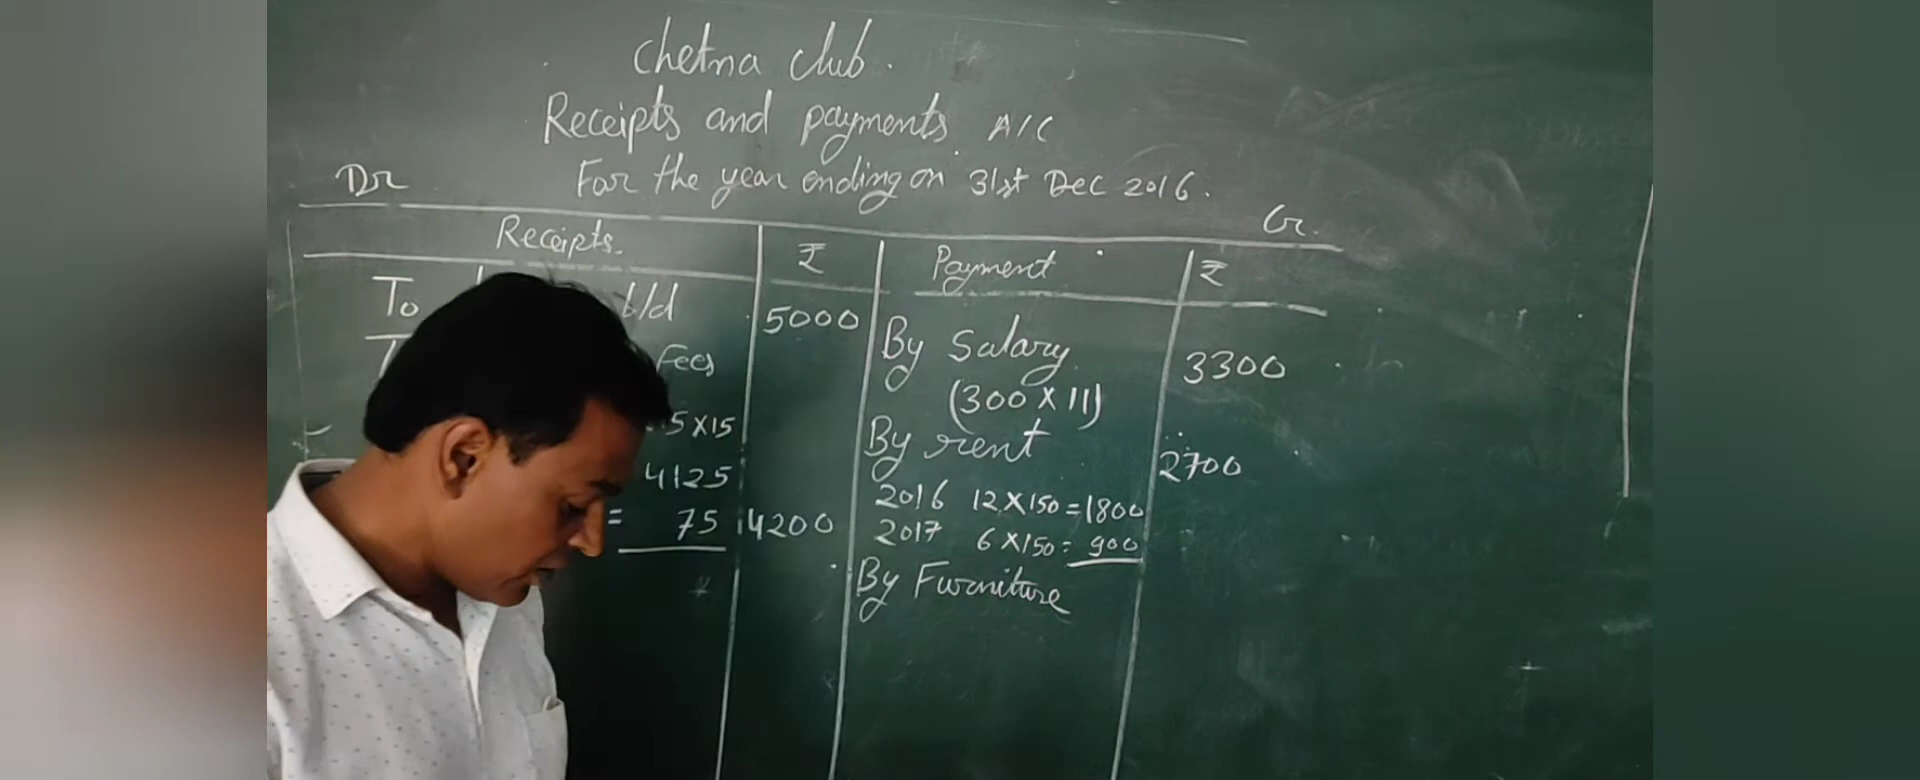 Chetna Club.
Receipts and payments A/C
For the year ending on 31st Dec 2016.
Dr
Cr.
Receipts.
₹
Payment
₹
To b/d 5000
Fees
5X15
4125
= 75 4200
By Salary 3300
(300 X 11)
By rent 2700
2016 12 X 150 = 1800
2017 6 X 150 = 900
By Furniture